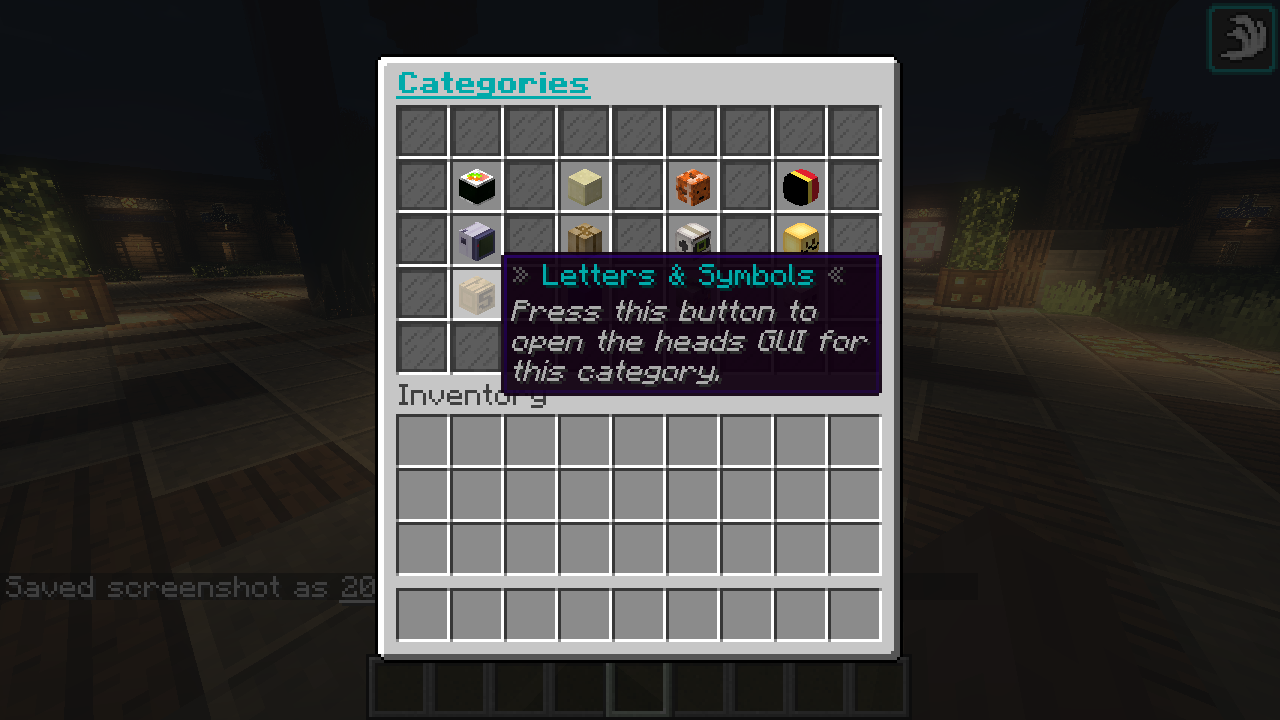 Categories
» Letters & Symbols «
Press this button to
open the heads GUI for
this category.
Inventory
Saved screenshot as 20